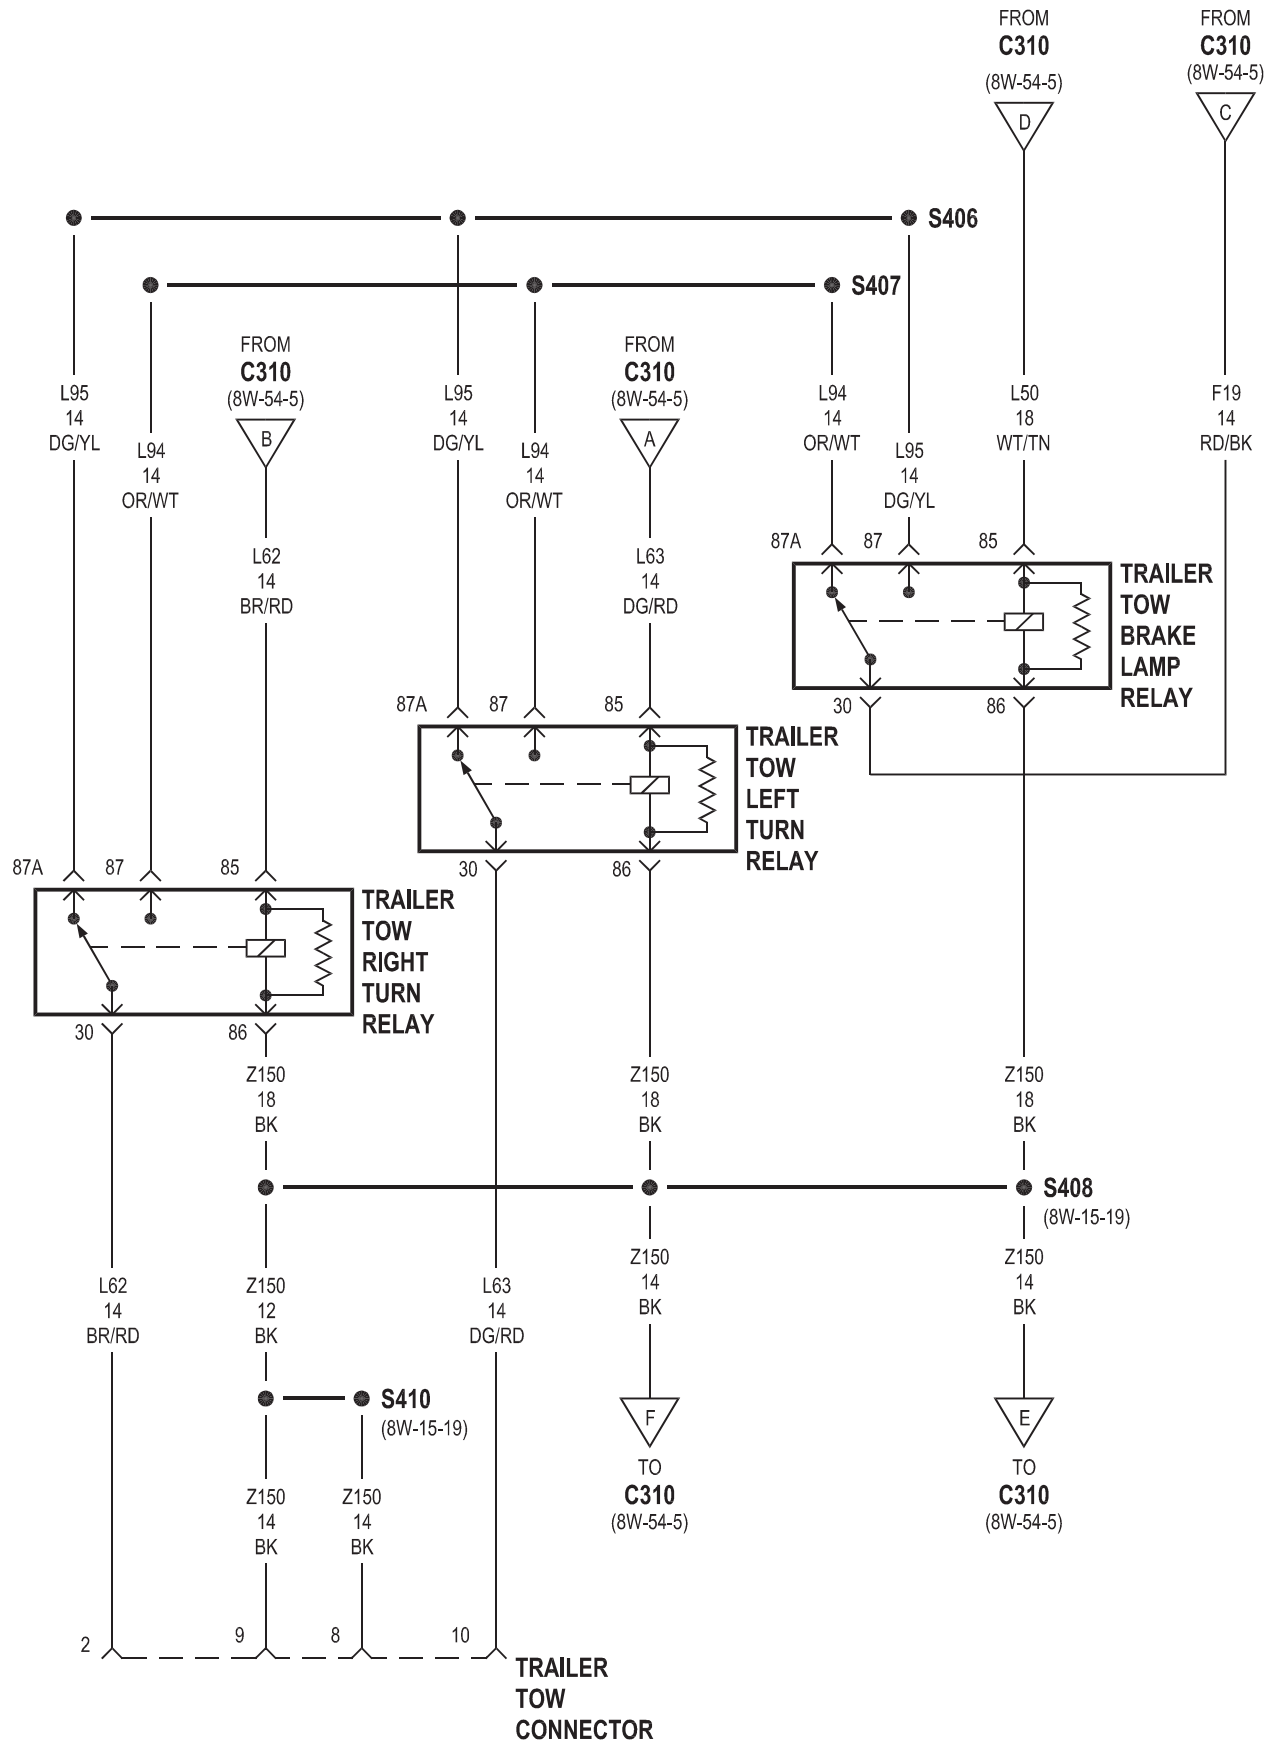 FROM
C310
(8W-54-5)
D
FROM
C310
(8W-54-5)
C
S406
S407
FROM
C310
(8W-54-5)
B
FROM
C310
(8W-54-5)
A
L95
14
DG/YL
L94
14
OR/WT
L95
14
DG/YL
L94
14
OR/WT
L94
14
OR/WT
L95
14
DG/YL
L50
18
WT/TN
F19
14
RD/BK
L62
14
BR/RD
L63
14
DG/RD
87A
87
85
TRAILER
TOW
BRAKE
LAMP
RELAY
30
86
87A
87
85
TRAILER
TOW
LEFT
TURN
RELAY
30
86
87A
87
85
TRAILER
TOW
RIGHT
TURN
RELAY
30
86
Z150
18
BK
Z150
18
BK
Z150
18
BK
S408
(8W-15-19)
L62
14
BR/RD
Z150
12
BK
L63
14
DG/RD
Z150
14
BK
Z150
14
BK
S410
(8W-15-19)
F
TO
C310
(8W-54-5)
E
TO
C310
(8W-54-5)
Z150
14
BK
Z150
14
BK
2
9
8
10
TRAILER
TOW
CONNECTOR